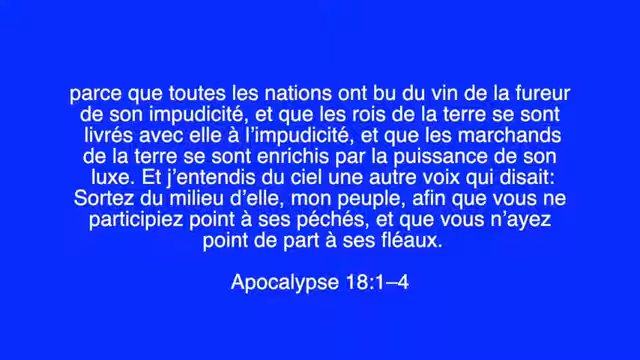 parce que toutes les nations ont bu du vin de la fureur
de son impudicité, et que les rois de la terre se sont
livrés avec elle à l’impudicité, et que les marchands
de la terre se sont enrichis par la puissance de son
luxe. Et j’entendis du ciel une autre voix qui disait:
Sortez du milieu d’elle, mon peuple, afin que vous ne
participiez point à ses péchés, et que vous n’ayez
point de part à ses fléaux.
Apocalypse 18:1–4